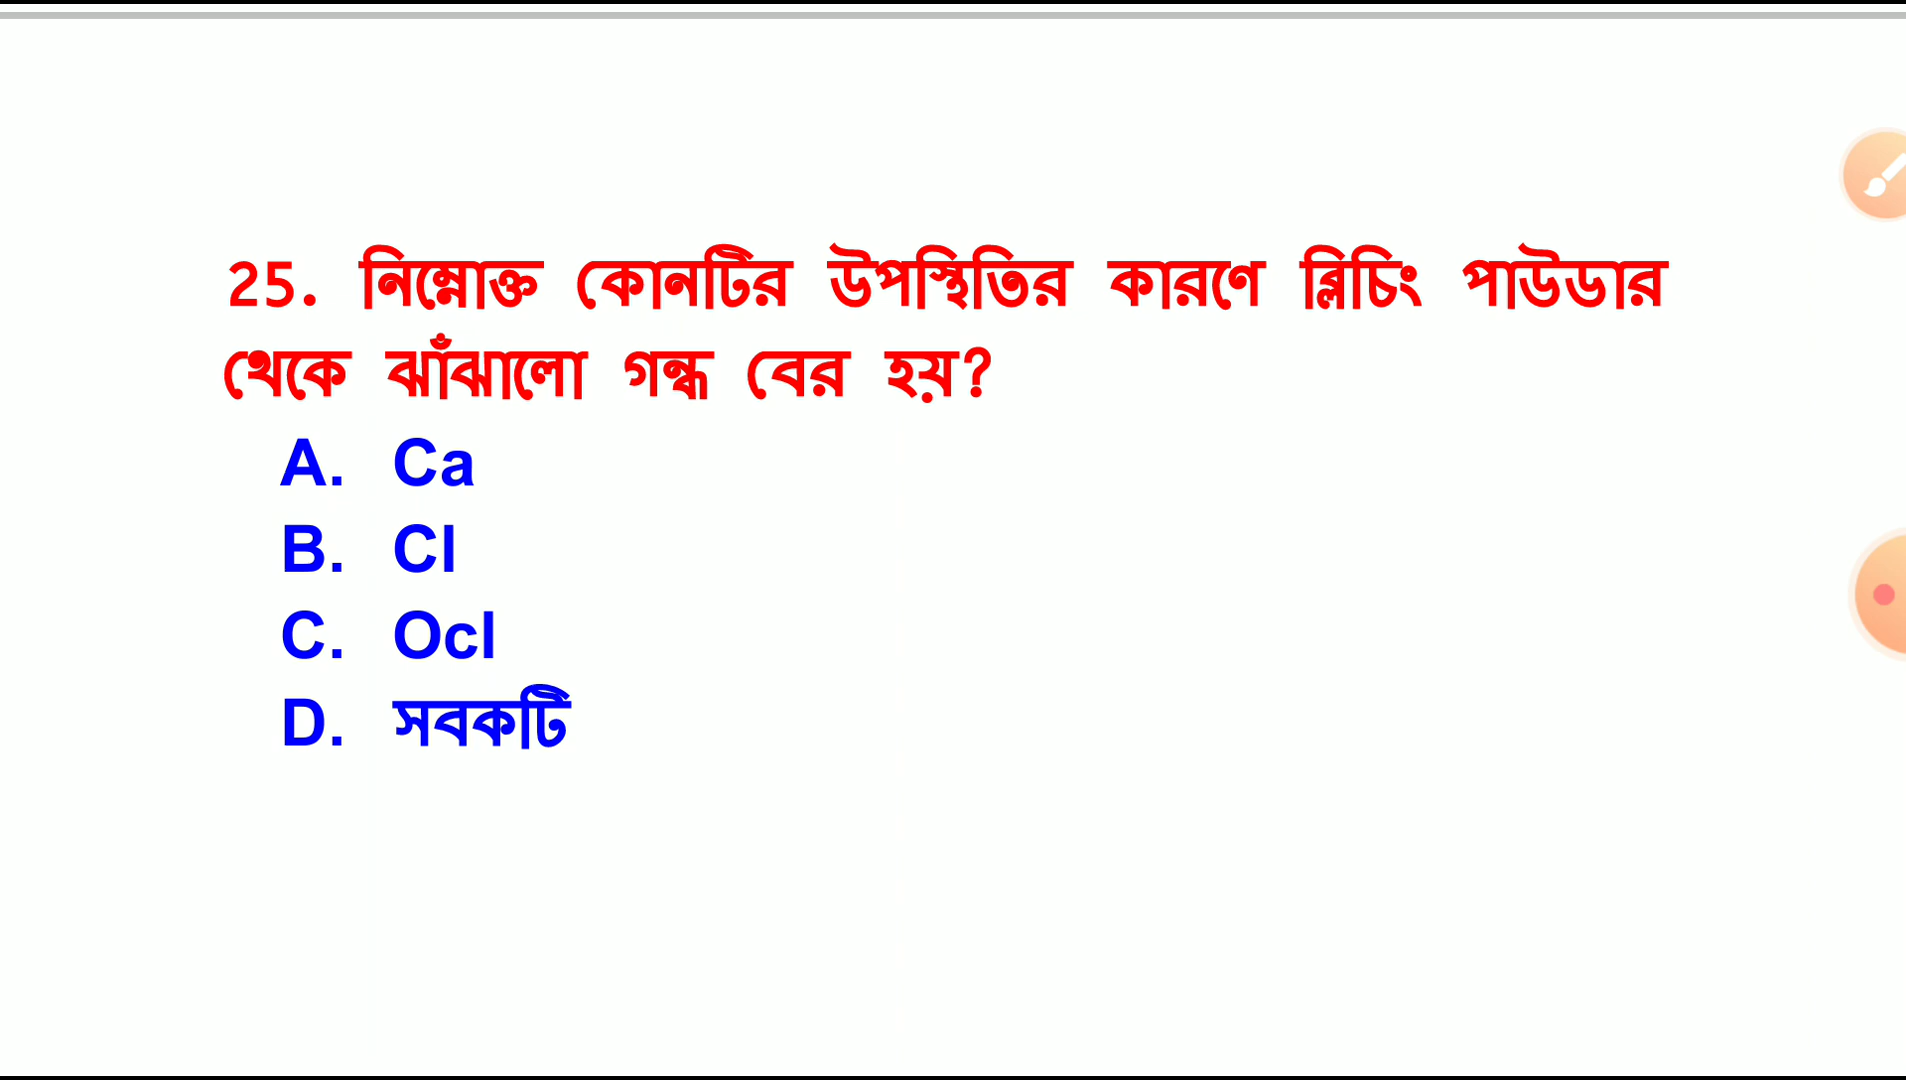 25. নিম্নোক্ত কোনটির উপস্থিতির কারণে ব্লিচিং পাউডার
থেকে ঝাঁঝালো গন্ধ বের হয়?
A. Ca
B. Cl
C. Ocl
D. সবকটি